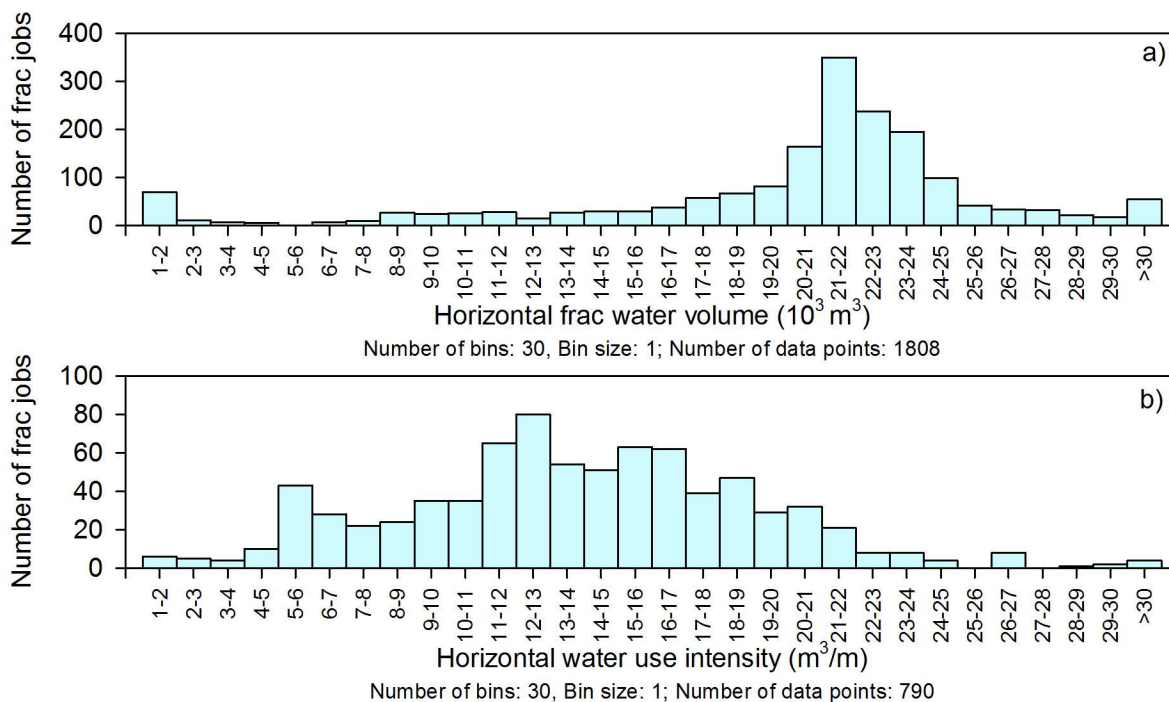 a)
Number of frac jobs
400
300
200
100
0
1-2 2-3 3-4 4-5 5-6 6-7 7-8 8-9 9-10 10-11 11-12 12-13 13-14 14-15 15-16 16-17 17-18 18-19 19-20 20-21 21-22 22-23 23-24 24-25 25-26 26-27 27-28 28-29 29-30 >30
Horizontal frac water volume (10³ m³)
Number of bins: 30, Bin size: 1; Number of data points: 1808
b)
Number of frac jobs
100
80
60
40
20
0
1-2 2-3 3-4 4-5 5-6 6-7 7-8 8-9 9-10 10-11 11-12 12-13 13-14 14-15 15-16 16-17 17-18 18-19 19-20 20-21 21-22 22-23 23-24 24-25 25-26 26-27 27-28 28-29 29-30 >30
Horizontal water use intensity (m³/m)
Number of bins: 30, Bin size: 1; Number of data points: 790